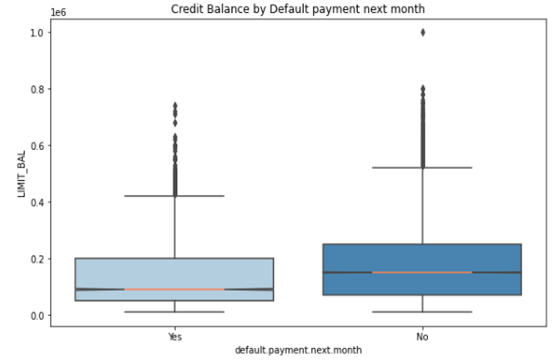 Credit Balance by Default payment next month
1e6
1.0
0.8
0.6
0.4
0.2
0.0
LIMIT_BAL
Yes
No
default.payment.next.month